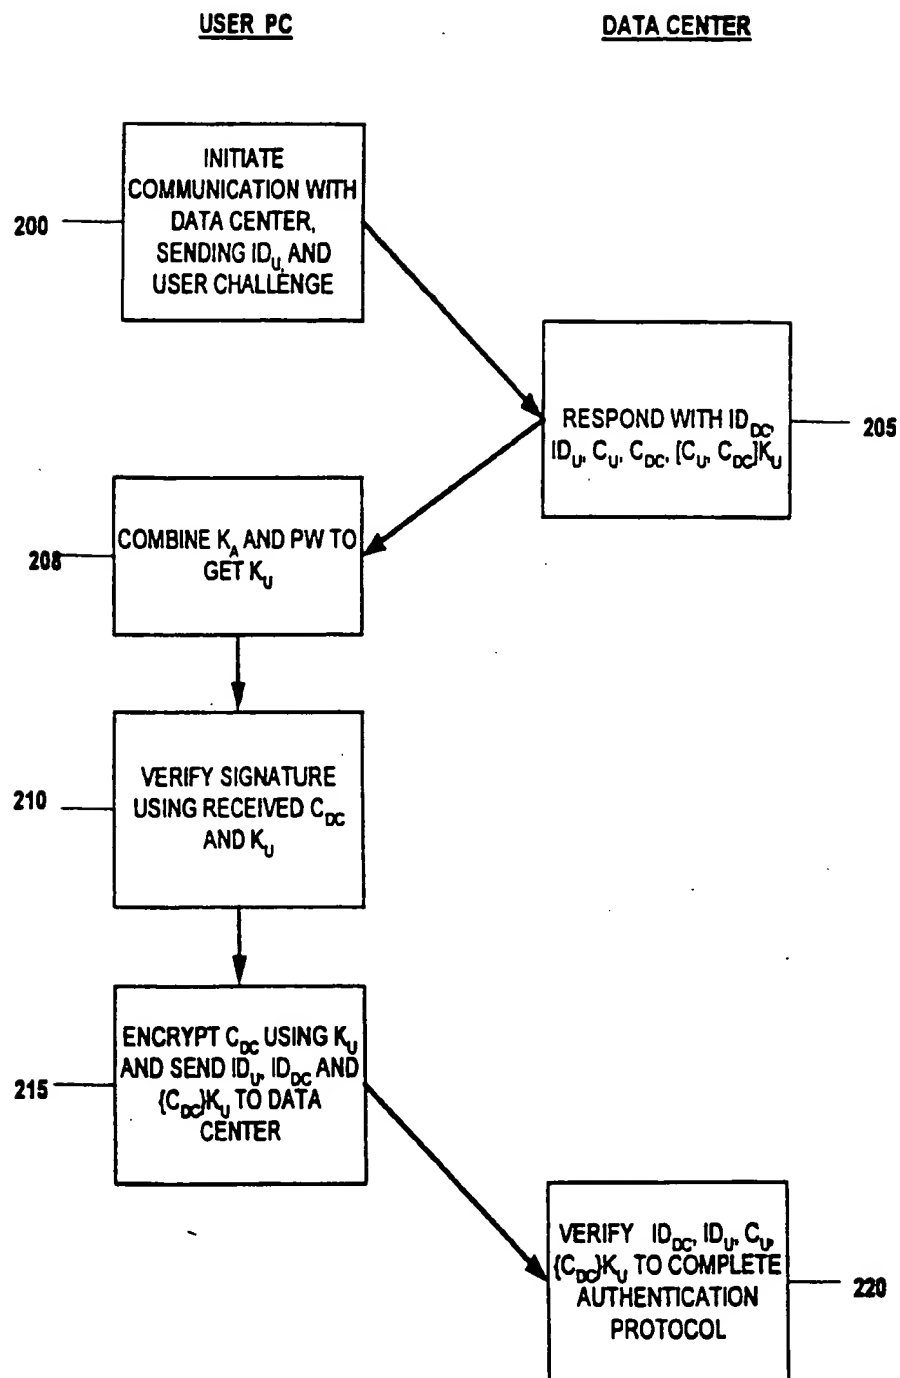 USER PC
DATA CENTER
INITIATE
COMMUNICATION WITH
DATA CENTER,
SENDING ID_U, AND
USER CHALLENGE
200
RESPOND WITH ID_DC,
ID_U, C_U, C_DC, [C_U, C_DC]K_U
205
COMBINE K_A AND PW TO
GET K_U
208
VERIFY SIGNATURE
USING RECEIVED C_DC
AND K_U
210
ENCRYPT C_DC USING K_U
AND SEND ID_U, ID_DC AND
{C_DC}K_U TO DATA
CENTER
215
VERIFY ID_DC, ID_U, C_U,
{C_DC}K_U TO COMPLETE
AUTHENTICATION
PROTOCOL
220